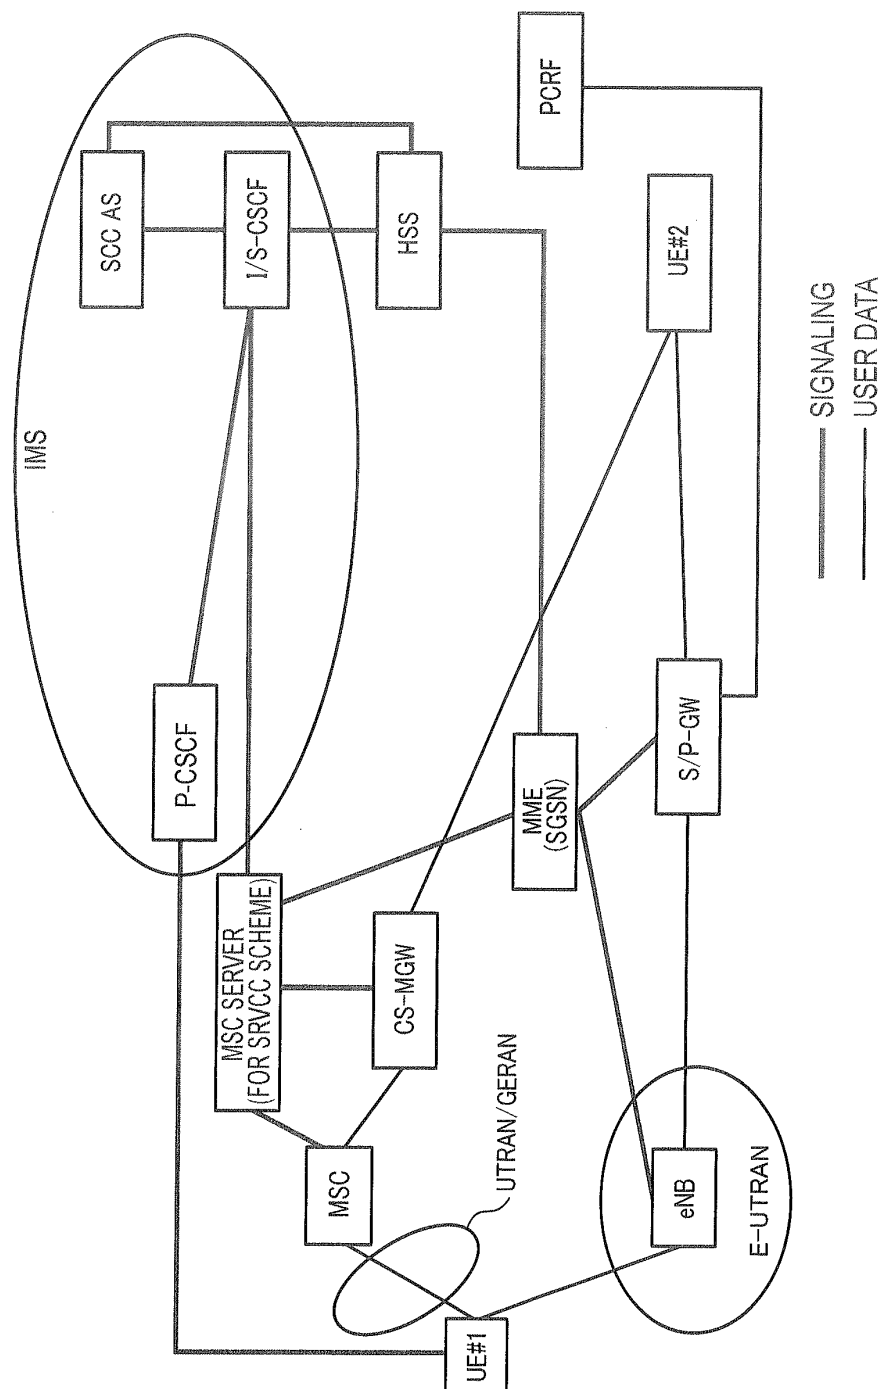 IMS
SCC AS
P-CSCF
I/S-CSCF
MSC SERVER
(FOR SRVCC SCHEME)
HSS
MSC
CS-MGW
UTRAN/GERAN
UE#1
MME
(SGSN)
PCRF
eNB
S/P-GW
UE#2
E-UTRAN
SIGNALING
USER DATA